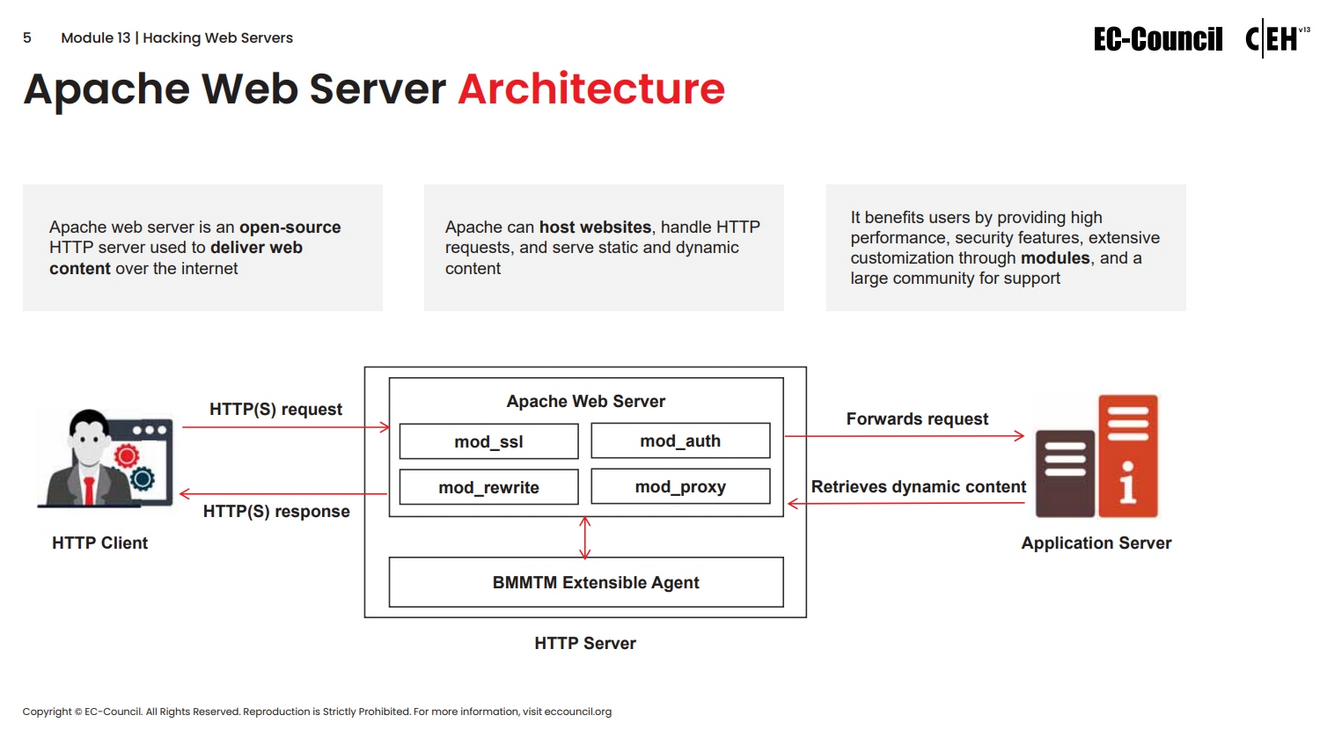 5 Module 13 | Hacking Web Servers
EC-Council C|EH v13
Apache Web Server Architecture
Apache web server is an open-source
HTTP server used to deliver web
content over the internet
Apache can host websites, handle HTTP
requests, and serve static and dynamic
content
It benefits users by providing high
performance, security features, extensive
customization through modules, and a
large community for support
HTTP(S) request
HTTP(S) response
HTTP Client
Apache Web Server
mod_ssl
mod_auth
mod_rewrite
mod_proxy
BMMTM Extensible Agent
HTTP Server
Forwards request
Retrieves dynamic content
Application Server
Copyright © EC-Council. All Rights Reserved. Reproduction is Strictly Prohibited. For more information, visit eccouncil.org